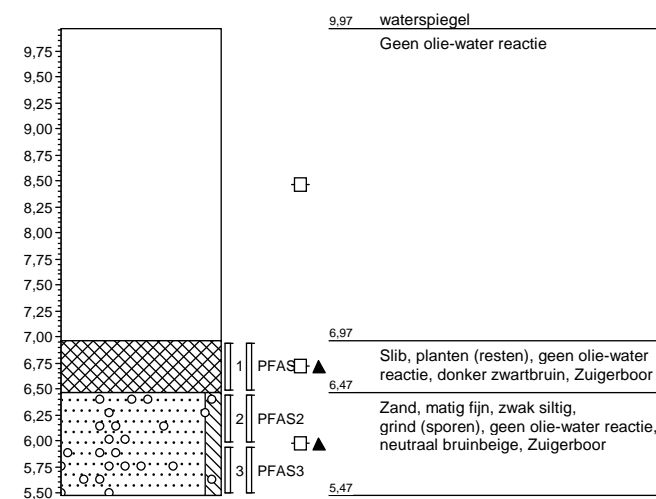 9,97 waterspiegel
Geen olie-water reactie
9,75
9,50
9,25
9,00
8,75
8,50
8,25
8,00
7,75
7,50
7,25
7,00
6,97
6,75
1 PFAS
Slib, planten (resten), geen olie-water
reactie, donker zwartbruin, Zuigerboor
6,50
6,47
6,25
2 PFAS2
Zand, matig fijn, zwak siltig,
grind (sporen), geen olie-water reactie,
neutraal bruinbeige, Zuigerboor
6,00
5,75
3 PFAS3
5,50
5,47